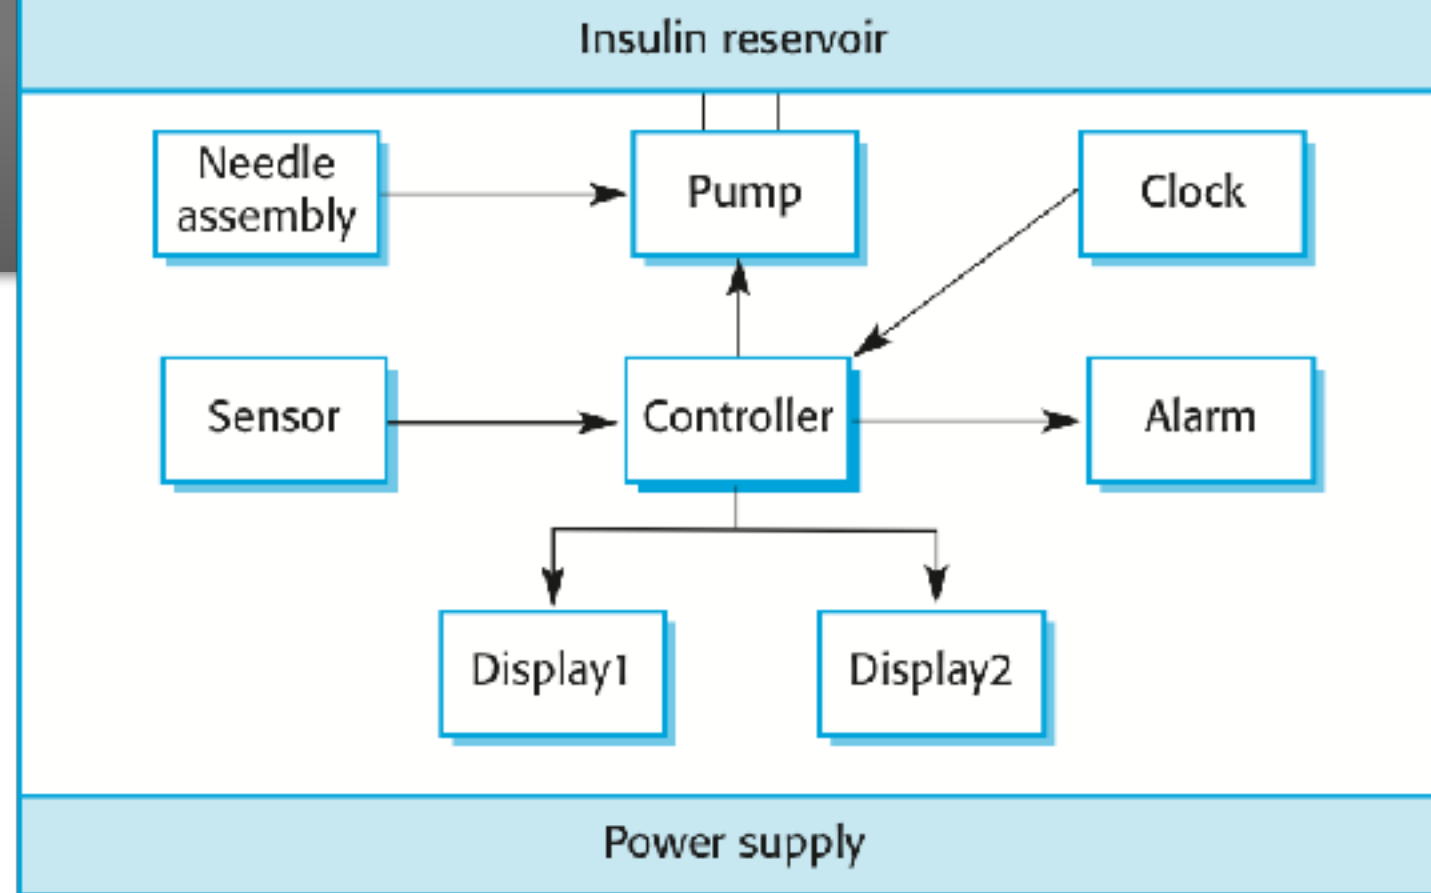 Insulin reservoir
Needle
assembly
Pump
Clock
Sensor
Controller
Alarm
Display1
Display2
Power supply